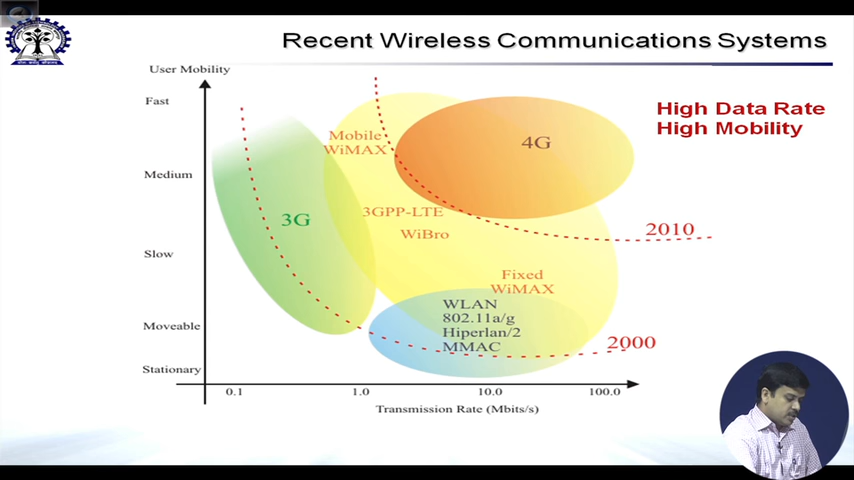 Recent Wireless Communications Systems
User Mobility
Fast
High Data Rate
High Mobility
Mobile
WiMAX
4G
Medium
3GPP-LTE
3G
WiBro
2010
Slow
Fixed
WiMAX
WLAN
802.11a/g
Moveable
Hiperlan/2
MMAC
2000
Stationary
0.1
1.0
10.0
100.0
Transmission Rate (Mbits/s)